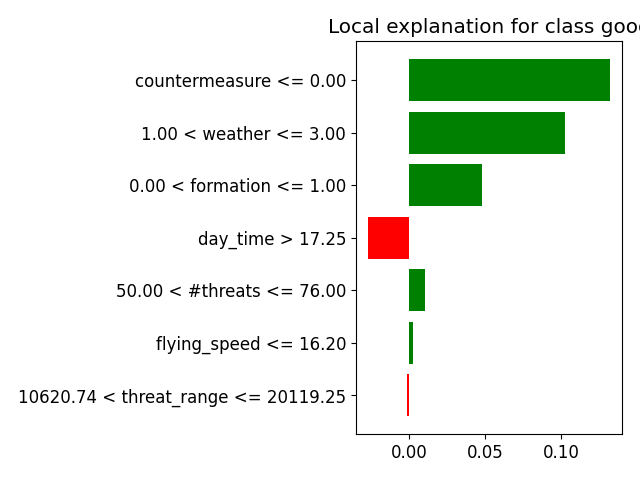 Local explanation for class goo
countermeasure <= 0.00
1.00 < weather <= 3.00
0.00 < formation <= 1.00
day_time > 17.25
50.00 < #threats <= 76.00
flying_speed <= 16.20
10620.74 < threat_range <= 20119.25
0.00 0.05 0.10